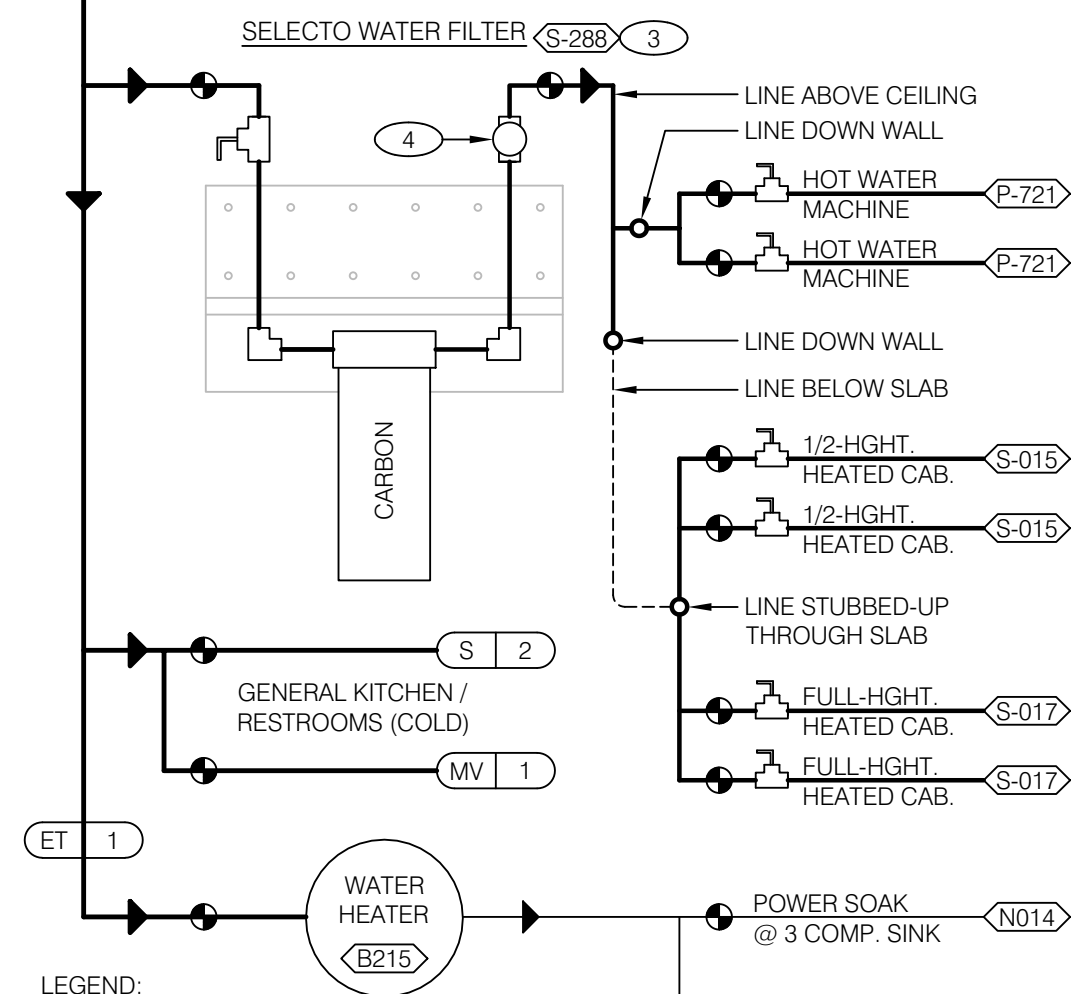 SELECTO WATER FILTER S-288 3
LINE ABOVE CEILING
LINE DOWN WALL
4
HOT WATER
MACHINE
P-721
HOT WATER
MACHINE
P-721
LINE DOWN WALL
LINE BELOW SLAB
CARBON
1/2-HGHT.
HEATED CAB.
S-015
1/2-HGHT.
HEATED CAB.
S-015
LINE STUBBED-UP
THROUGH SLAB
S 2
GENERAL KITCHEN /
RESTROOMS (COLD)
MV 1
FULL-HGHT.
HEATED CAB.
S-017
FULL-HGHT.
HEATED CAB.
S-017
ET 1
WATER
HEATER
B215
POWER SOAK
@ 3 COMP. SINK
N014
LEGEND: